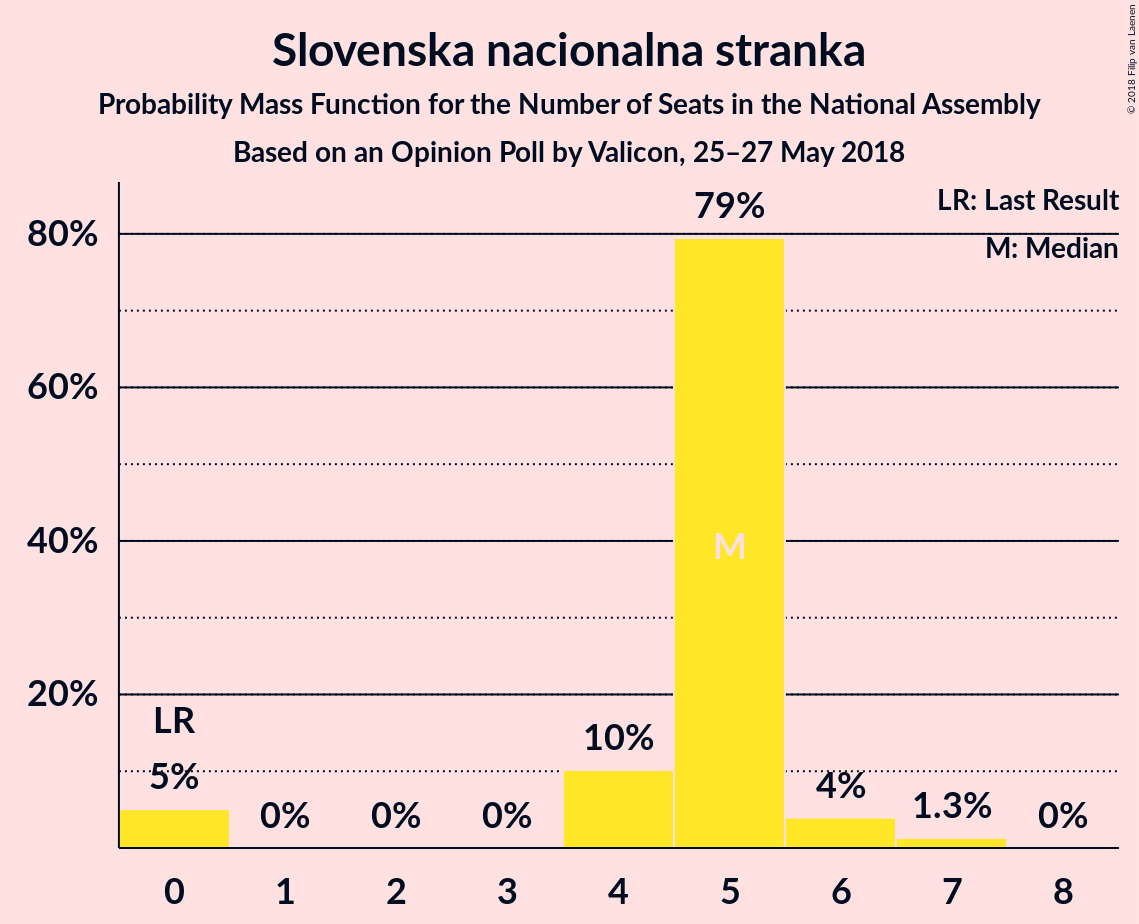 Slovenska nacionalna stranka
Probability Mass Function for the Number of Seats in the National Assembly
Based on an Opinion Poll by Valicon, 25–27 May 2018
© 2018 Filip van Laenen
LR: Last Result
M: Median
79%
80%
60%
40%
M
20%
LR
5%
0%
0%
0%
10%
4%
1.3%
0%
0 1 2 3 4 5 6 7 8